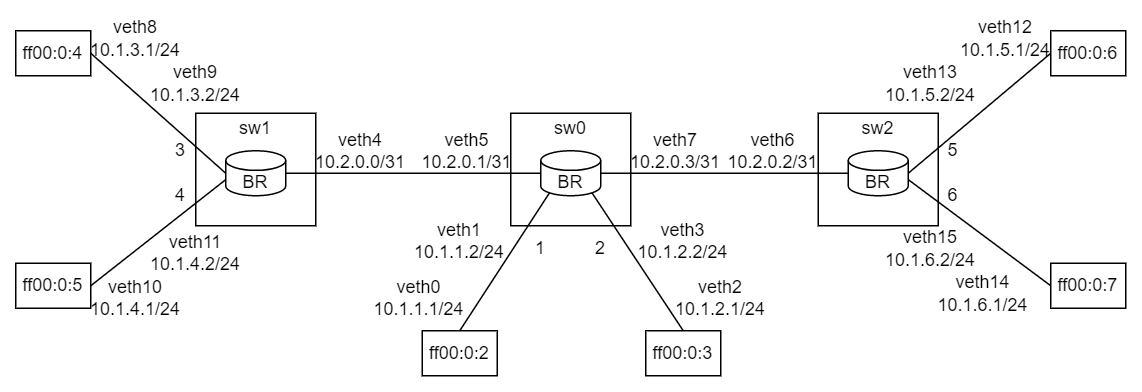 veth8
10.1.3.1/24
ff00:0:4
veth9
10.1.3.2/24
veth12
10.1.5.1/24
ff00:0:6
veth13
10.1.5.2/24
sw1
sw0
sw2
3
veth4
10.2.0.0/31
veth5
10.2.0.1/31
veth7
10.2.0.3/31
veth6
10.2.0.2/31
5
BR
BR
BR
4
6
veth11
10.1.4.2/24
veth1
10.1.1.2/24
1
2
veth3
10.1.2.2/24
veth15
10.1.6.2/24
ff00:0:5
veth10
10.1.4.1/24
veth0
10.1.1.1/24
veth2
10.1.2.1/24
veth14
10.1.6.1/24
ff00:0:7
ff00:0:2
ff00:0:3